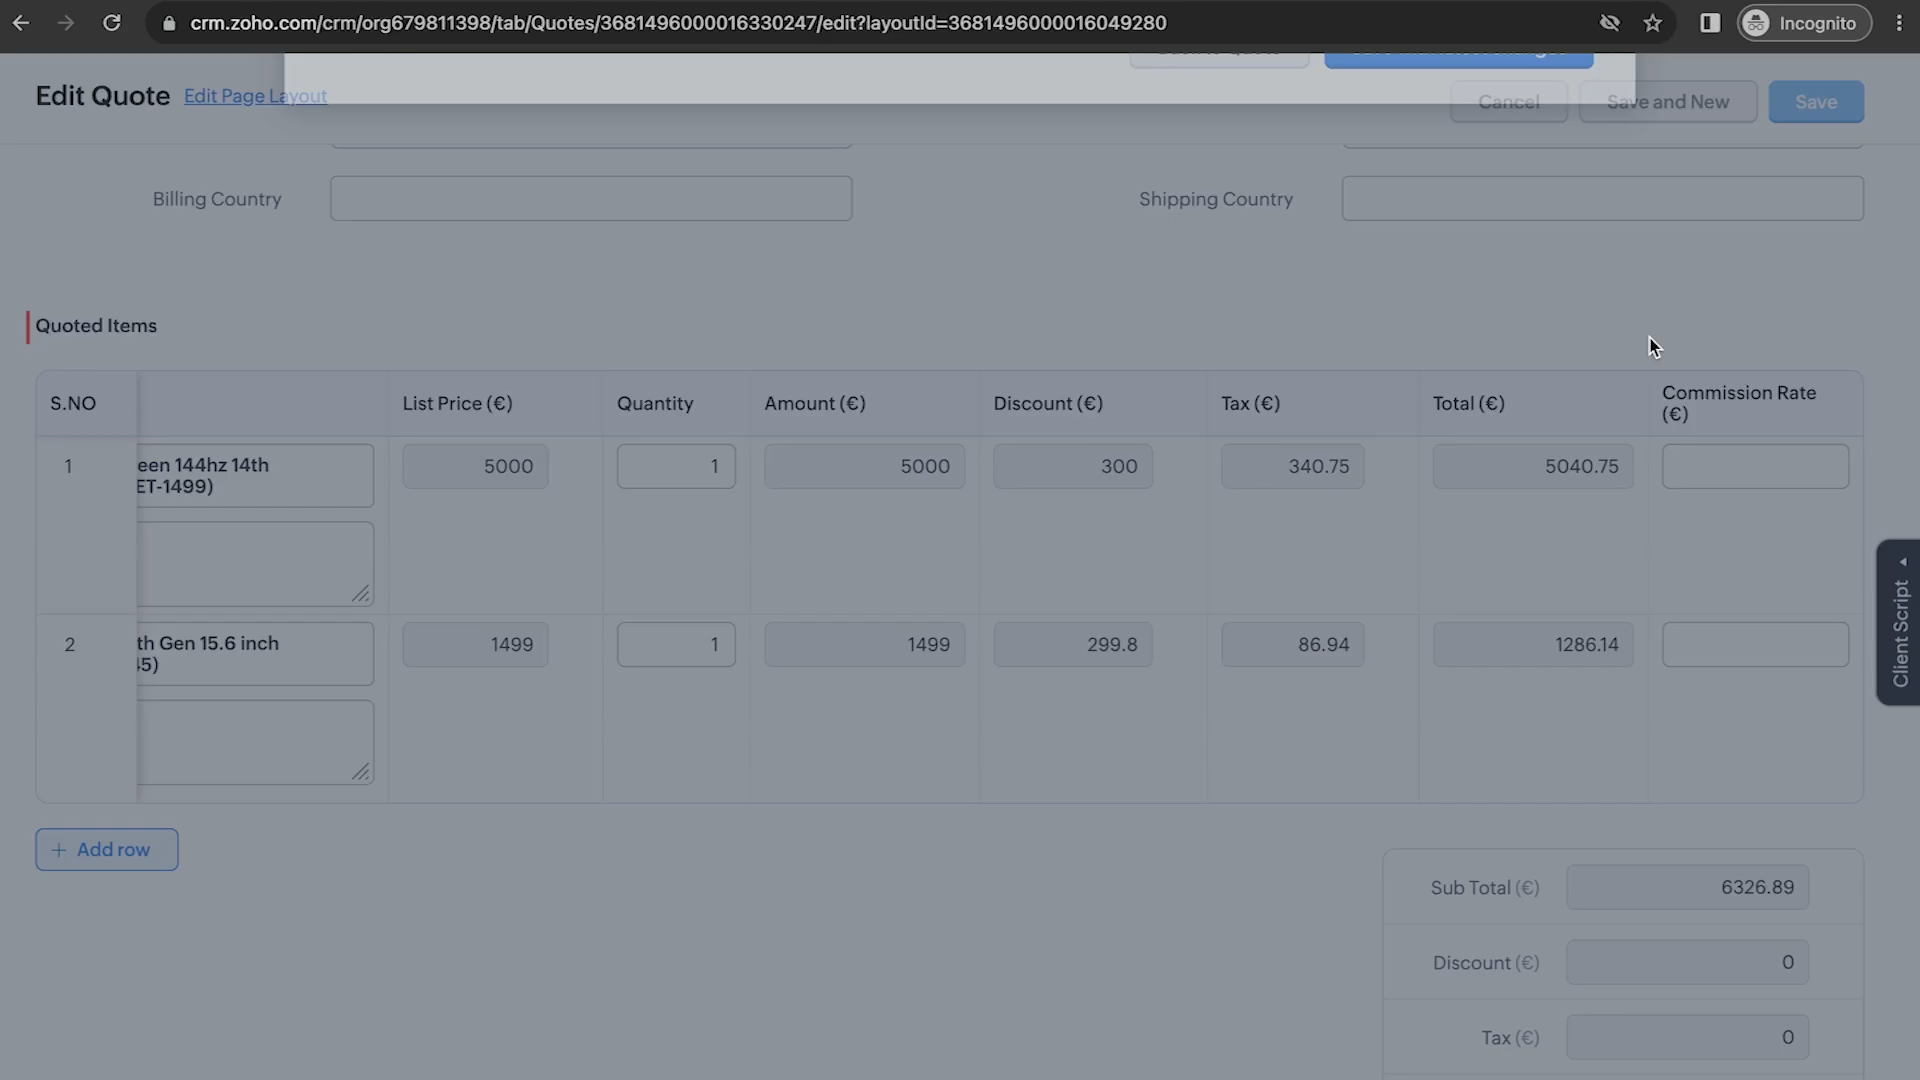 crm.zoho.com/crm/org679811398/tab/Quotes/3681496000016330247/edit?layoutId=3681496000016049280
Incognito
Edit Quote
Edit Page Layout
Cancel
Save and New
Save
Billing Country
Shipping Country
Quoted Items
S.NO
List Price (€)
Quantity
Amount (€)
Discount (€)
Tax (€)
Total (€)
Commission Rate
(€)
1
een 144hz 14th
ET-1499)
5000
1
5000
300
340.75
5040.75
2
th Gen 15.6 inch
45)
1499
1
1499
299.8
86.94
1286.14
Client Script
+ Add row
Sub Total (€)
6326.89
Discount (€)
0
Tax (€)
0